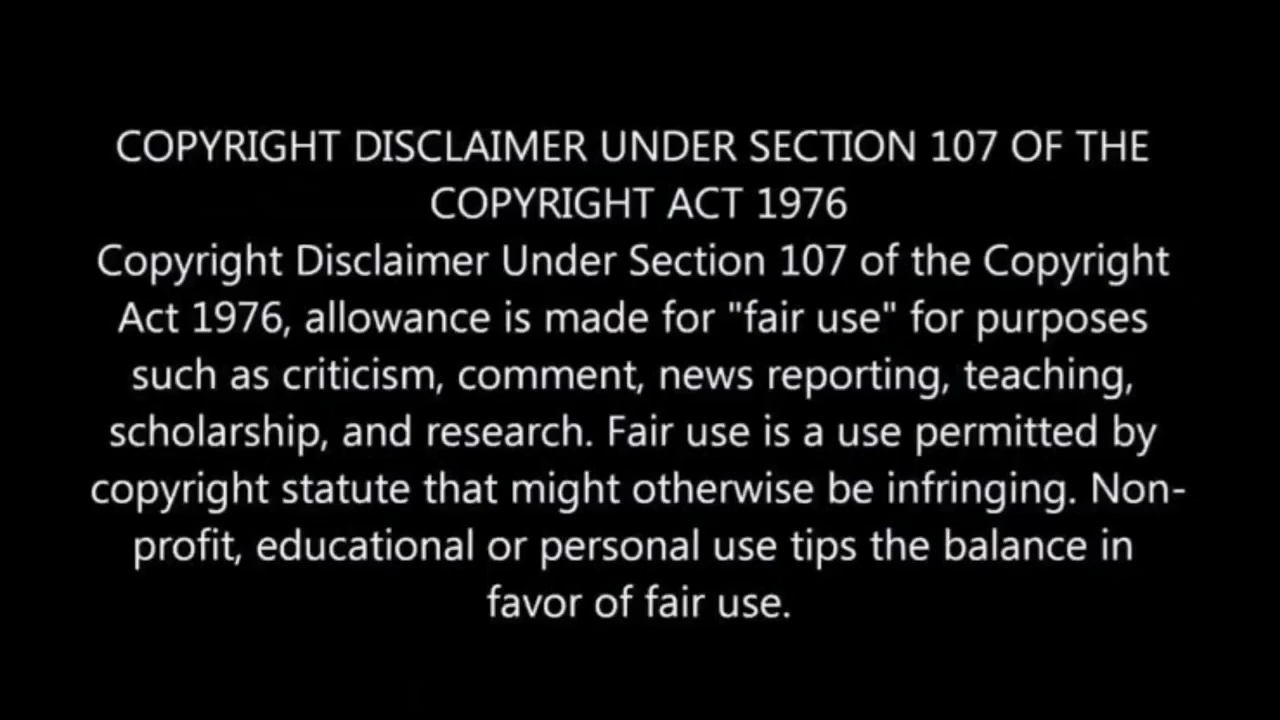 COPYRIGHT DISCLAIMER UNDER SECTION 107 OF THE
COPYRIGHT ACT 1976
Copyright Disclaimer Under Section 107 of the Copyright
Act 1976, allowance is made for "fair use" for purposes
such as criticism, comment, news reporting, teaching,
scholarship, and research. Fair use is a use permitted by
copyright statute that might otherwise be infringing. Non-
profit, educational or personal use tips the balance in
favor of fair use.